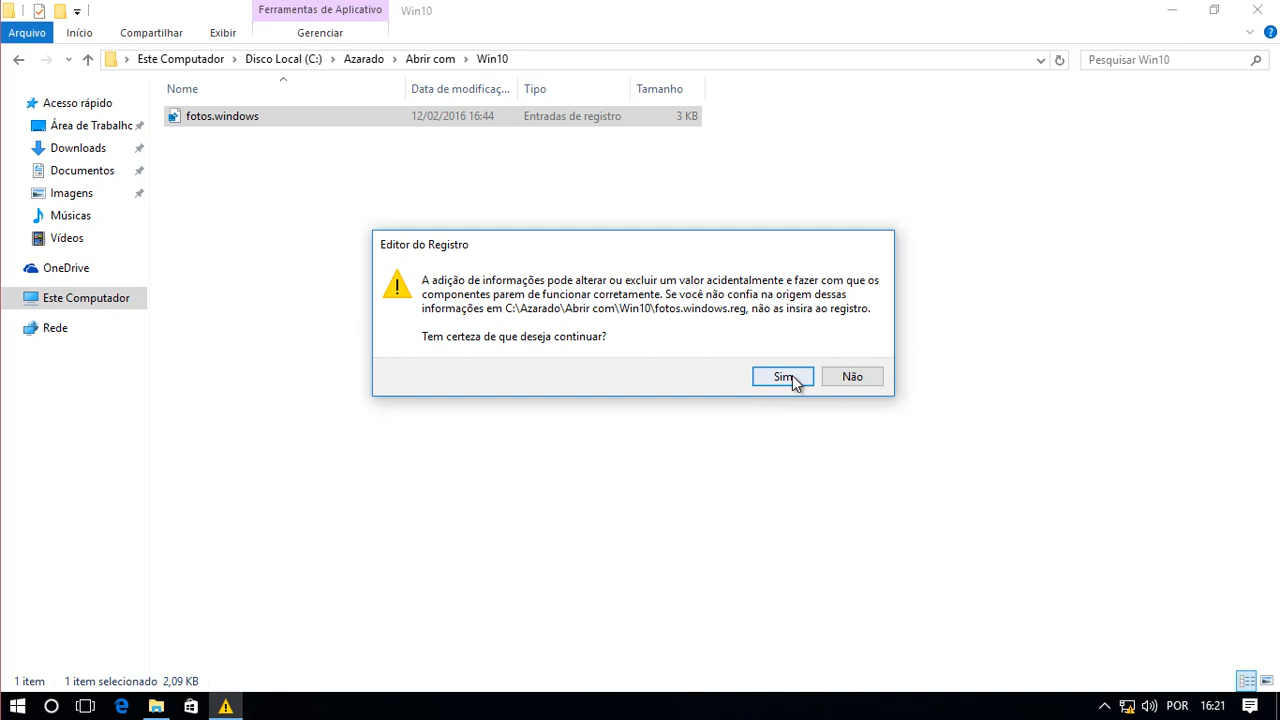 Ferramentas de Aplicativo
Win10
Arquivo
Início
Compartilhar
Exibir
Gerenciar
Este Computador
Disco Local (C:)
Azarado
Abrir com
Win10
Pesquisar Win10
Nome
Data de modificaç...
Tipo
Tamanho
fotos.windows
12/02/2016 16:44
Entradas de registro
3 KB
Acesso rápido
Área de Trabalhc
Downloads
Documentos
Imagens
Músicas
Vídeos
OneDrive
Este Computador
Rede
Editor do Registro
A adição de informações pode alterar ou excluir um valor acidentalmente e fazer com que os
componentes parem de funcionar corretamente. Se você não confia na origem dessas
informações em C:\Azarado\Abrir com\Win10\fotos.windows.reg, não as insira ao registro.
Tem certeza de que deseja continuar?
Sim
Não
1 item
1 item selecionado 2,09 KB
POR
16:21